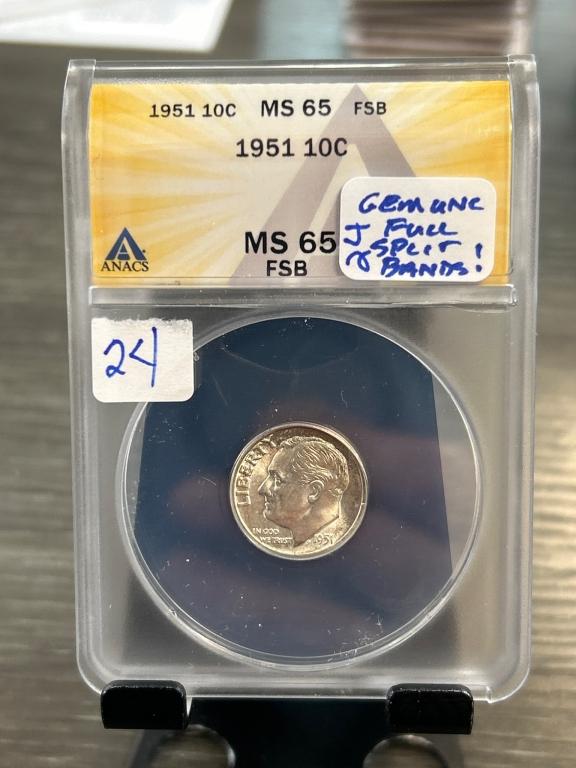 1951 10C MS 65 FSB
1951 10C
GEM UNC
& FULL
SPLIT
BANDS!
ANACS
MS 65
FSB
24
LIBERTY
IN GOD
WE TRUST
1951